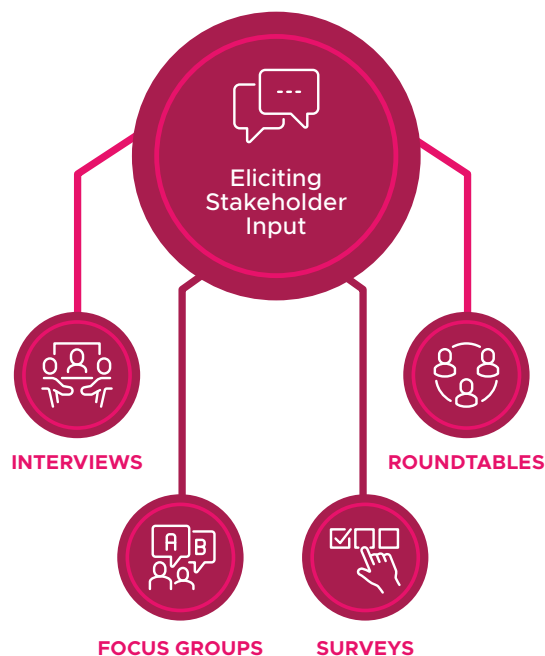 Eliciting
Stakeholder
Input
INTERVIEWS
ROUNDTABLES
A B
FOCUS GROUPS
SURVEYS